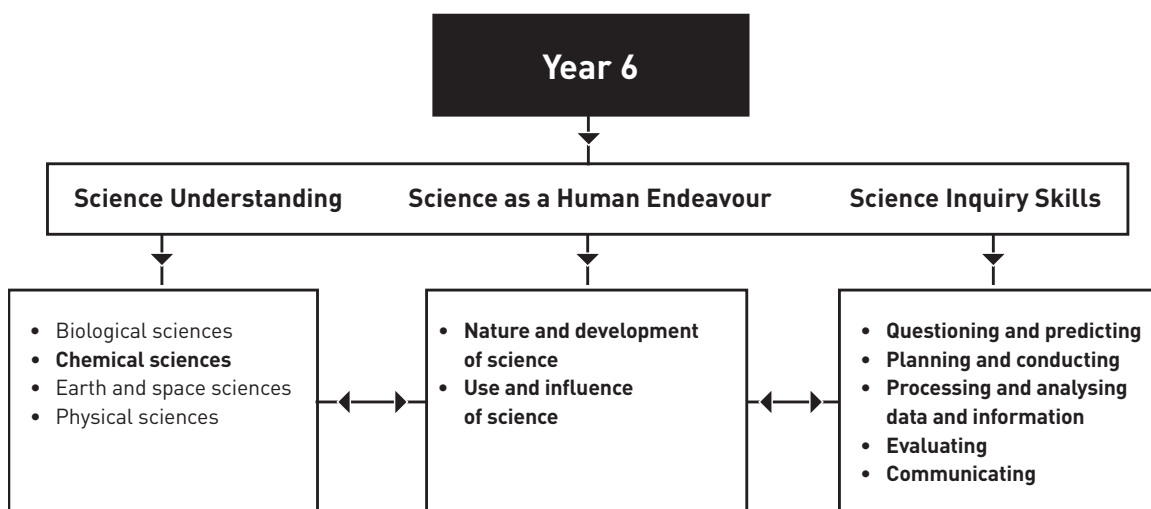 Year 6
Science Understanding
Science as a Human Endeavour
Science Inquiry Skills
• Biological sciences
• Chemical sciences
• Earth and space sciences
• Physical sciences
• Nature and development
of science
• Use and influence
of science
• Questioning and predicting
• Planning and conducting
• Processing and analysing
data and information
• Evaluating
• Communicating